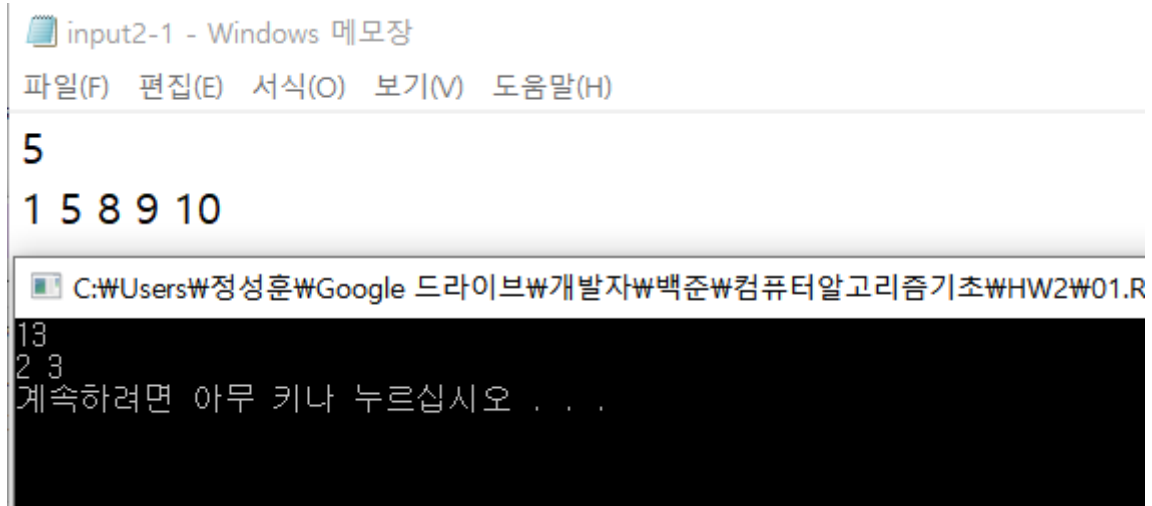 input2-1 - Windows 메모장
파일(F) 편집(E) 서식(O) 보기(V) 도움말(H)
5
1 5 8 9 10
C:₩Users₩정성훈₩Google 드라이브₩개발자₩백준₩컴퓨터알고리즘기초₩HW2₩01.R
13
2 3
계속하려면 아무 키나 누르십시오 . . .